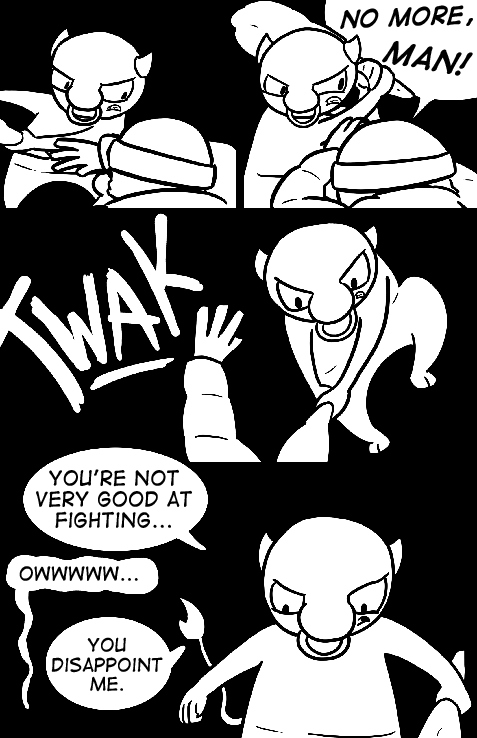 NO MORE,
MAN!
TWAK
YOU'RE NOT
VERY GOOD AT
FIGHTING...
OWWWWW...
YOU
DISAPPOINT
ME.